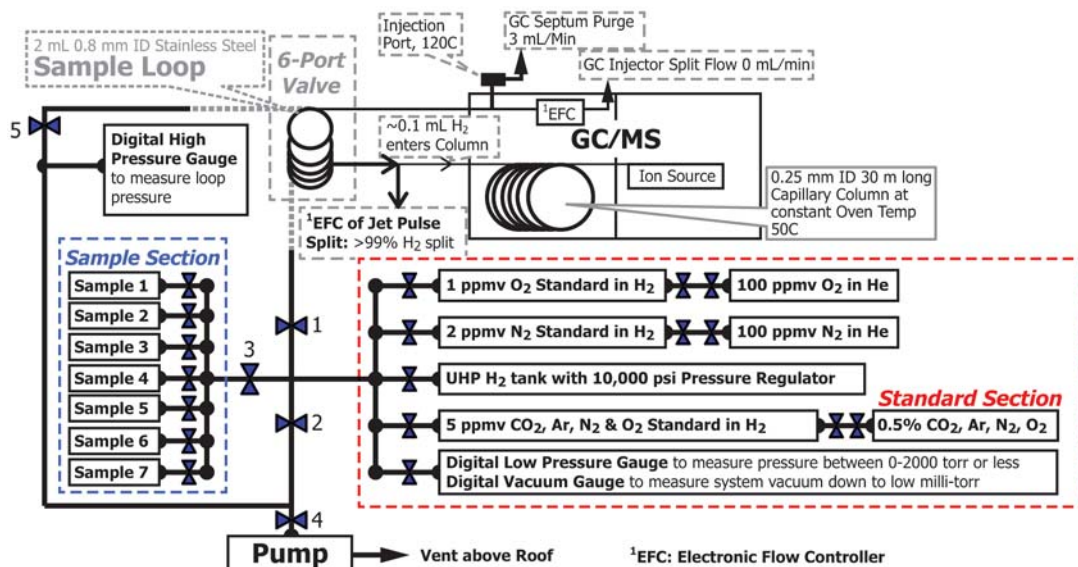 2 mL 0.8 mm ID Stainless Steel
Sample Loop
6-Port
Valve
Injection
Port, 120C
GC Septum Purge
3 mL/Min
GC Injector Split Flow 0 mL/min
¹EFC
GC/MS
~0.1 mL H₂
enters Column
Ion Source
0.25 mm ID 30 m long
Capillary Column at
constant Oven Temp
50C
5
Digital High
Pressure Gauge
to measure loop
pressure
¹EFC of Jet Pulse
Split: >99% H₂ split
Sample Section
Sample 1
Sample 2
Sample 3
Sample 4
Sample 5
Sample 6
Sample 7
1
3
2
4
1 ppmv O₂ Standard in H₂
100 ppmv O₂ in He
2 ppmv N₂ Standard in H₂
100 ppmv N₂ in He
UHP H₂ tank with 10,000 psi Pressure Regulator
Standard Section
5 ppmv CO₂, Ar, N₂ & O₂ Standard in H₂
0.5% CO₂, Ar, N₂, O₂
Digital Low Pressure Gauge to measure pressure between 0-2000 torr or less
Digital Vacuum Gauge to measure system vacuum down to low milli-torr
Pump
Vent above Roof
¹EFC: Electronic Flow Controller